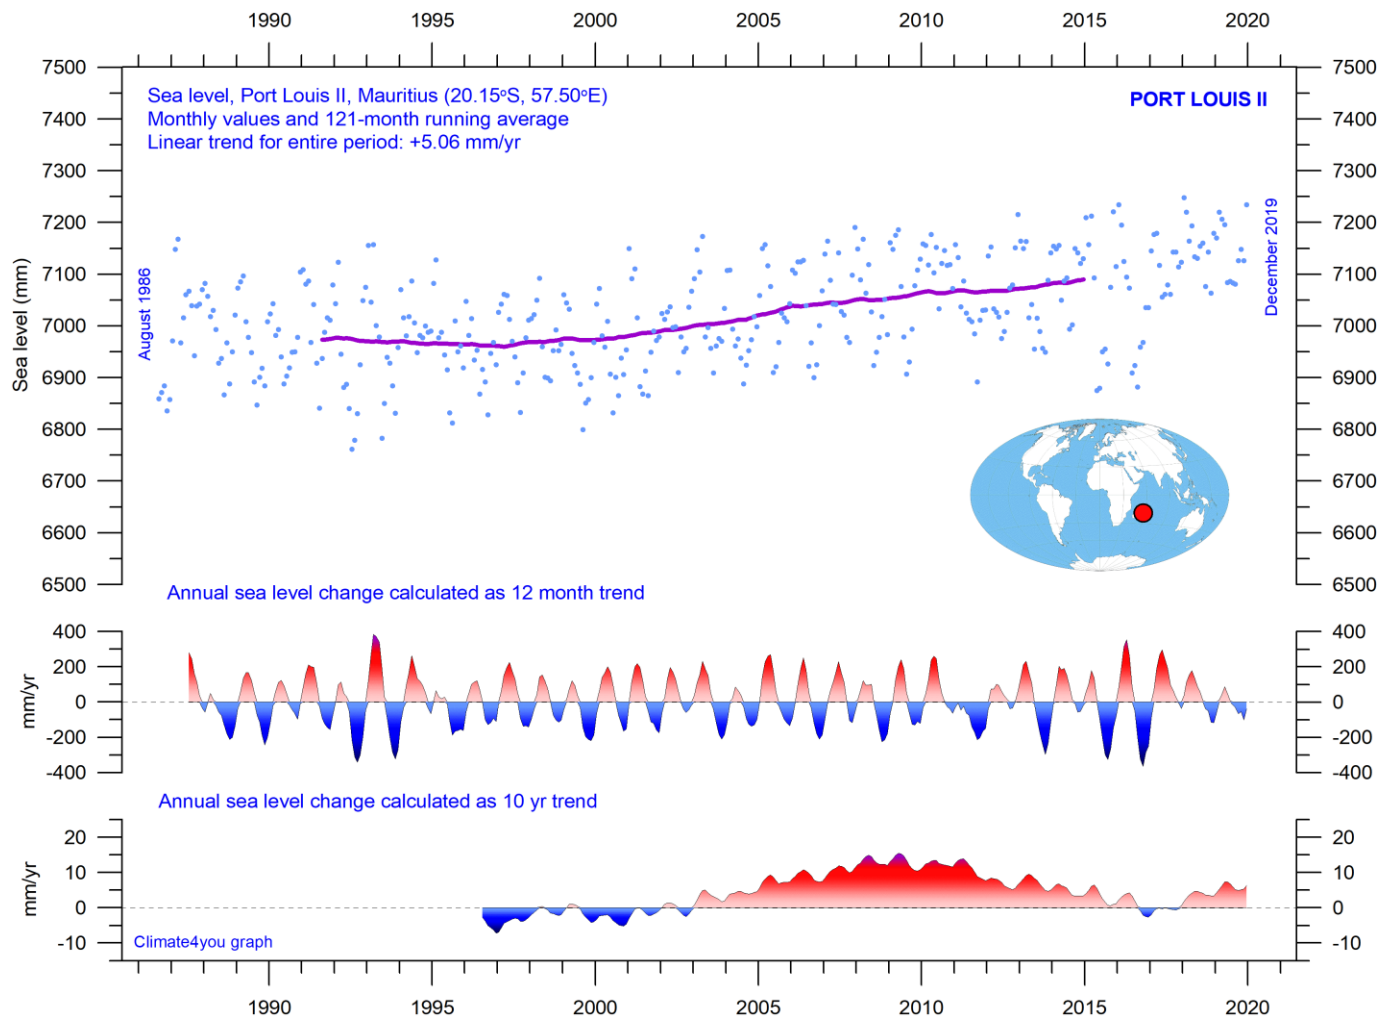 1990 1995 2000 2005 2010 2015 2020
7500 7500
Sea level, Port Louis II, Mauritius (20.15oS, 57.50oE)
PORT LOUIS II
Monthly values and 121-month running average
7400 7400
Linear trend for entire period: +5.06 mm/yr
7300 7300
7200 7200
7100 7100
7000 7000
6900 6900
6800 6800
6700 6700
6600 6600
6500 6500
Sea level (mm)
August 1986
December 2019
Annual sea level change calculated as 12 month trend
400 400
200 200
0 0
-200 -200
-400 -400
mm/yr
Annual sea level change calculated as 10 yr trend
20 20
10 10
0 0
-10 -10
mm/yr
Climate4you graph
1990 1995 2000 2005 2010 2015 2020